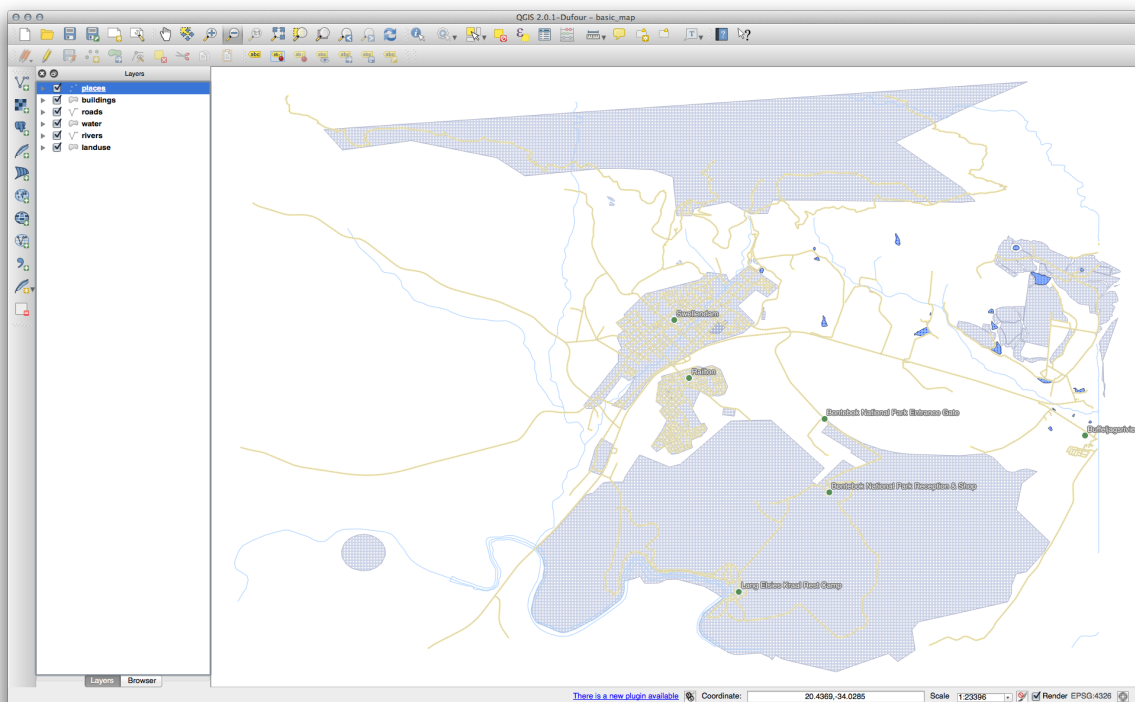 QGIS 2.0.1-Dufour - basic_map
Layers
places
buildings
roads
water
rivers
landuse
Swellendam
Railton
Bontebok National Park Entrance Gate
Bontebok National Park Reception & Shop
Lang Elsies Kraal Rest Camp
Layers
Browser
There is a new plugin available
Coordinate:
20.4369,-34.0285
Scale
1:23396
Render
EPSG:4326